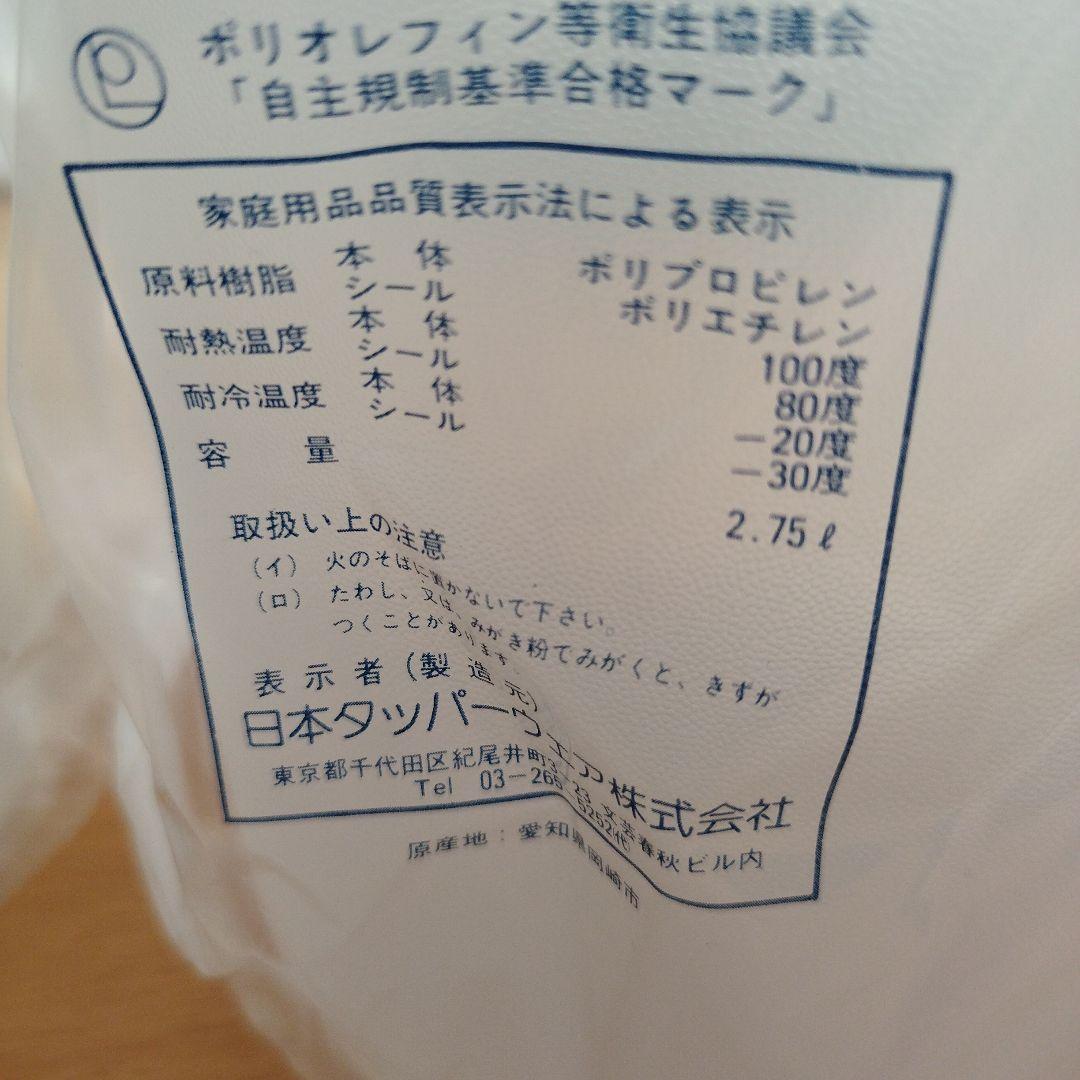 ポリオレフィン等衛生協議会
「自主規制基準合格マーク」
家庭用品品質表示法による表示
原料樹脂 本体 ポリプロピレン
シール ポリエチレン
耐熱温度 本体 100度
シール 80度
耐冷温度 本体 -20度
シール -30度
容量 2.75ℓ
取扱い上の注意
(イ) 火のそばに置かないで下さい。
(ロ) たわし、又は、みがき粉でみがくと、きずが
つくことがあります
表示者(製造元)
日本タッパーウェア株式会社
東京都千代田区紀尾井町3-23 文芸春秋ビル内
Tel 03-265-5252(代)
原産地:愛知県岡崎市